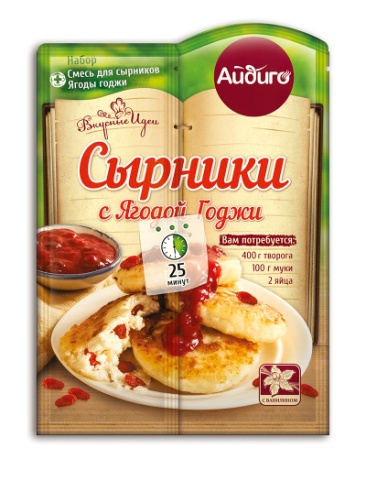 Набор
Смесь для сырников
Ягоды годжи
Айдиго
Вкусные Идеи
Сырники
с Ягодой Годжи
Вам потребуется:
400 г творога
100 г муки
2 яйца
25
минут
с ванилином